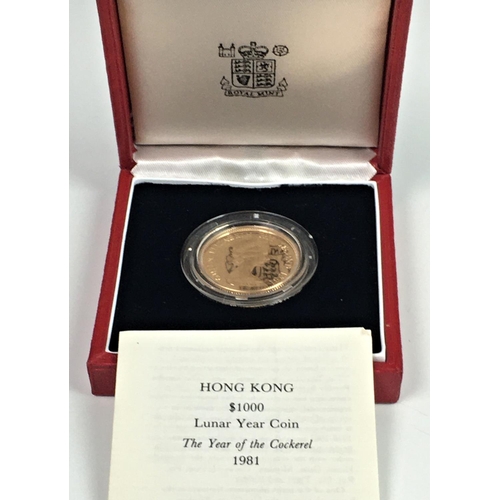 ROYAL MINT
HONG KONG
$1000
Lunar Year Coin
The Year of the Cockerel
1981